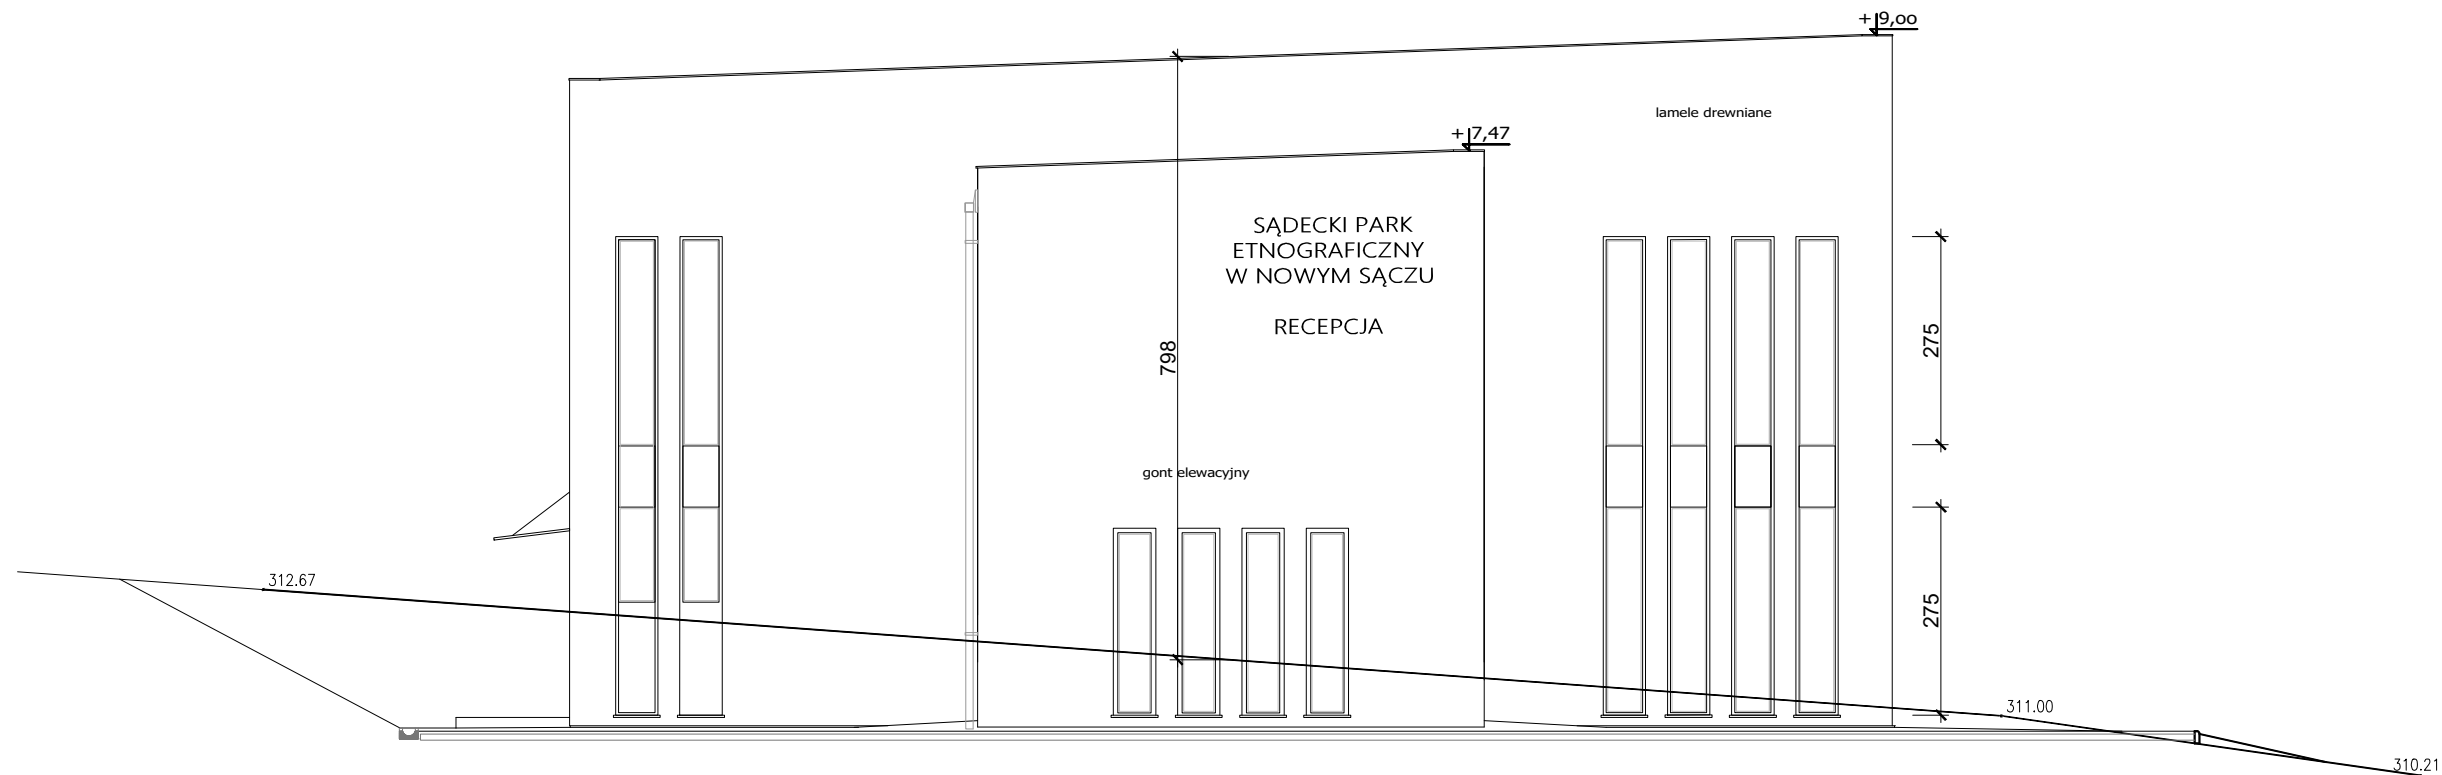 + 9,00
lamele drewniane
+ 7,47
SĄDECKI PARK
ETNOGRAFICZNY
W NOWYM SĄCZU
RECEPCJA
798
275
gont elewacyjny
312.67
275
311.00
310.21